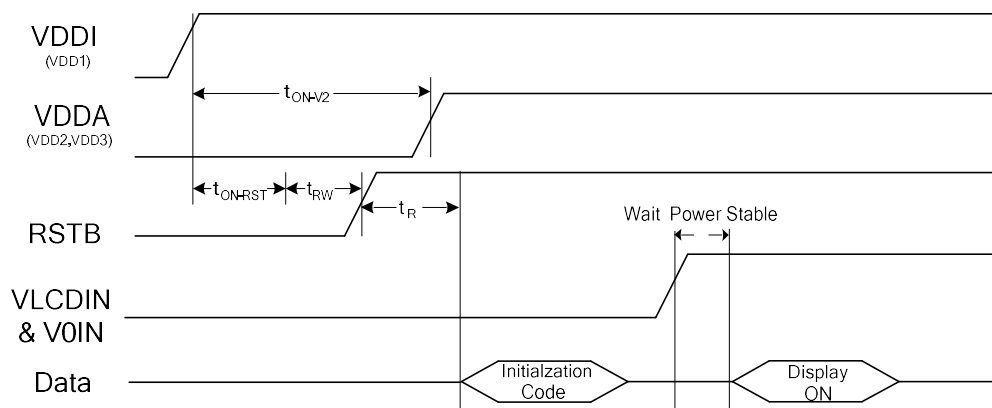 VDDI
(VDD1)
tON-V2
VDDA
(VDD2,VDD3)
tON-RST
tRW
tR
RSTB
Wait Power Stable
VLCDIN
& V0IN
Data
Initialzation
Code
Display
ON